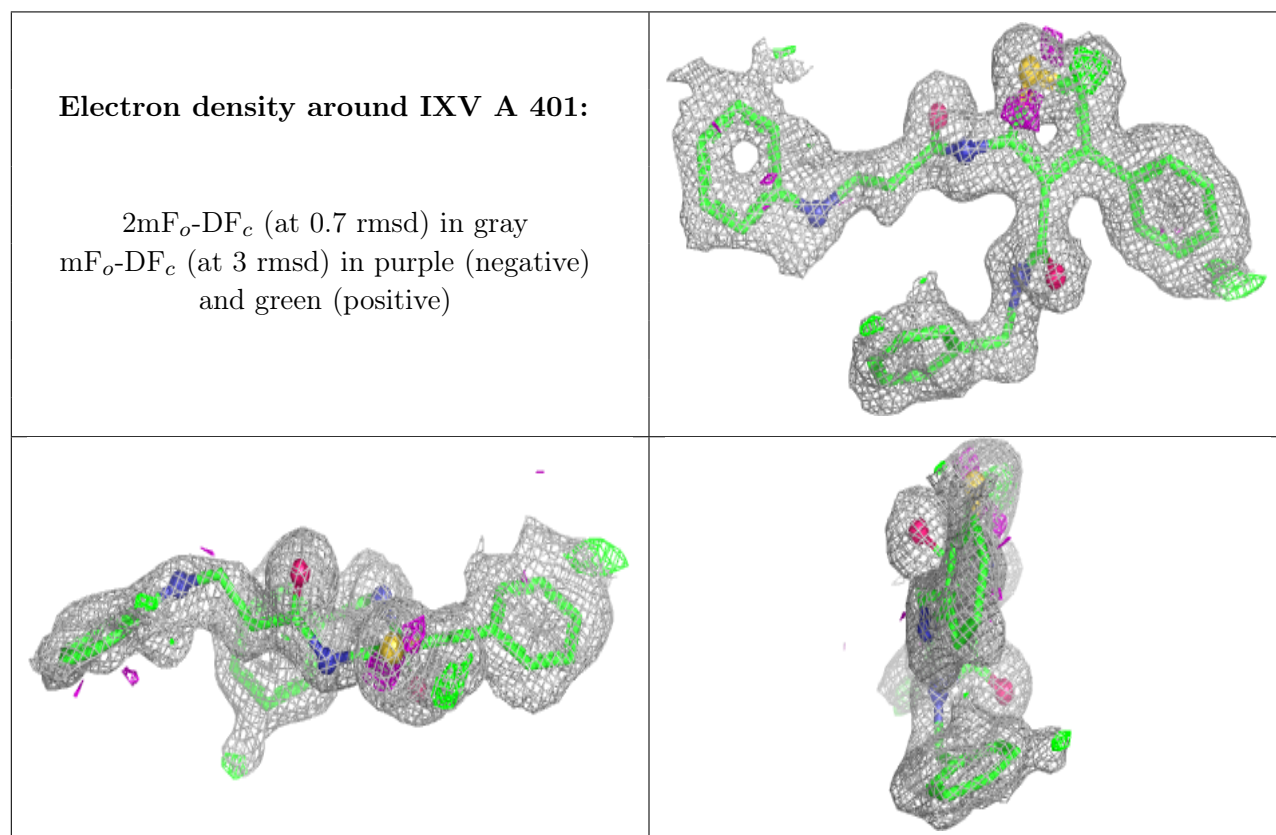 Electron density around IXV A 401:
2mFo-DFc (at 0.7 rmsd) in gray
mFo-DFc (at 3 rmsd) in purple (negative)
and green (positive)